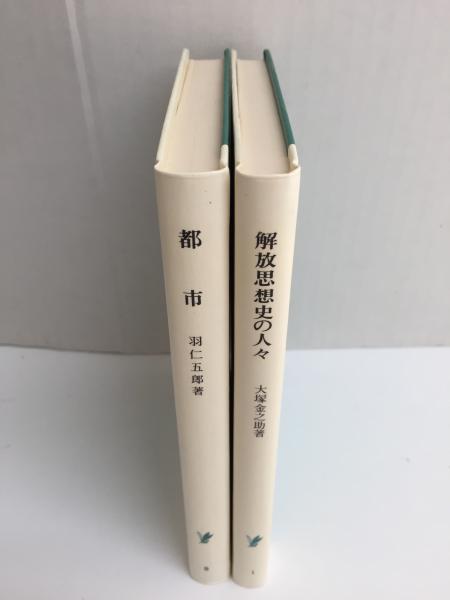 都市
羽仁五郎著
解放思想史の人々
大塚金之助著